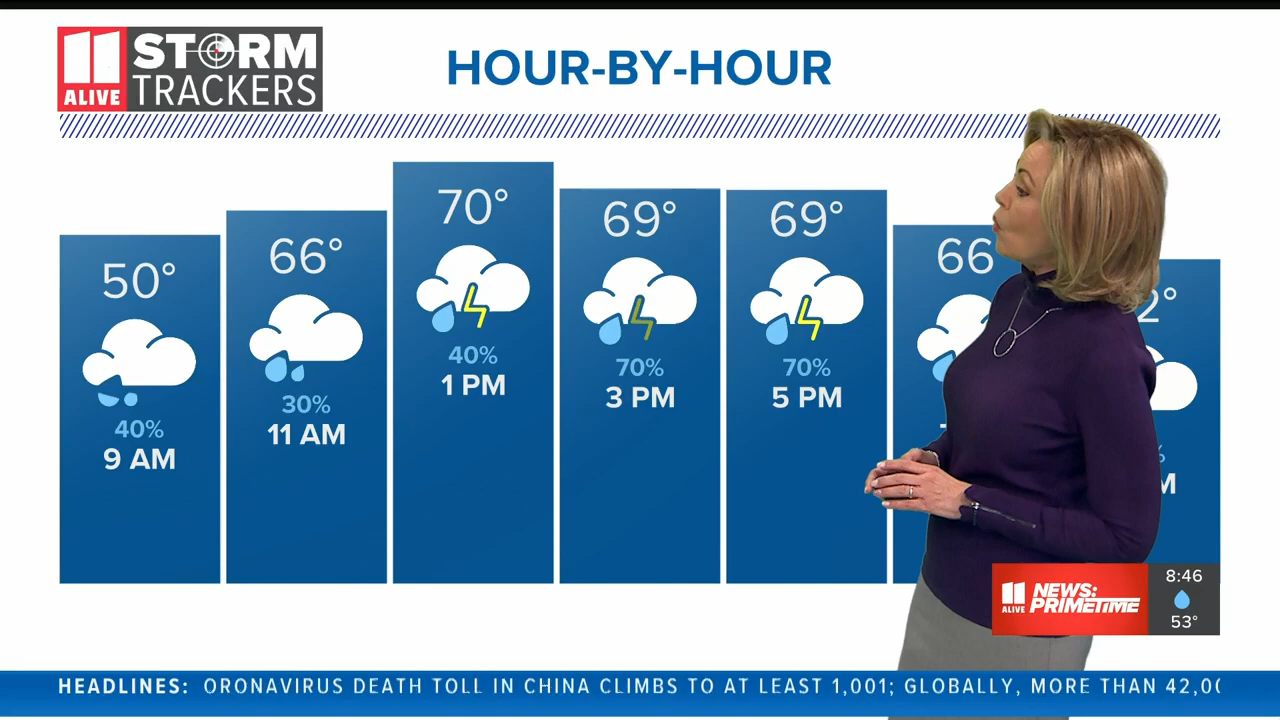 11 ALIVE
STORM
TRACKERS
HOUR-BY-HOUR
50°
40%
9 AM
66°
30%
11 AM
70°
40%
1 PM
69°
70%
3 PM
69°
70%
5 PM
66
2°
%
M
11 ALIVE
NEWS:
PRIMETIME
8:46
53°
HEADLINES: ORONAVIRUS DEATH TOLL IN CHINA CLIMBS TO AT LEAST 1,001; GLOBALLY, MORE THAN 42,0